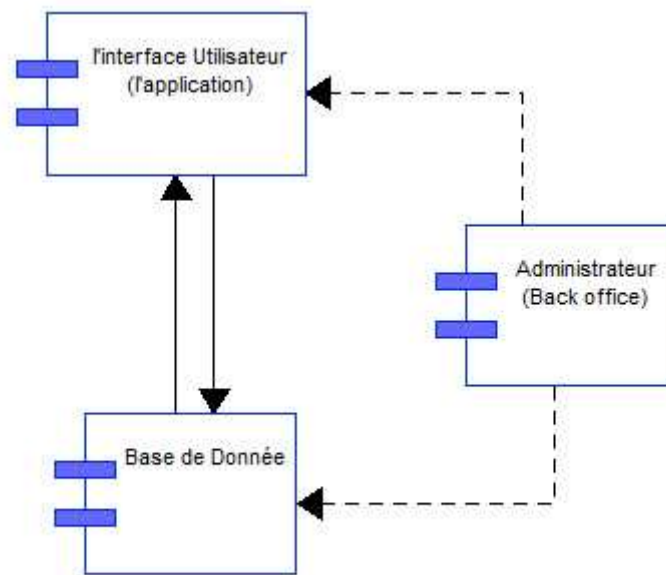 l'interface Utilisateur
(l'application)
Administrateur
(Back office)
Base de Donnée